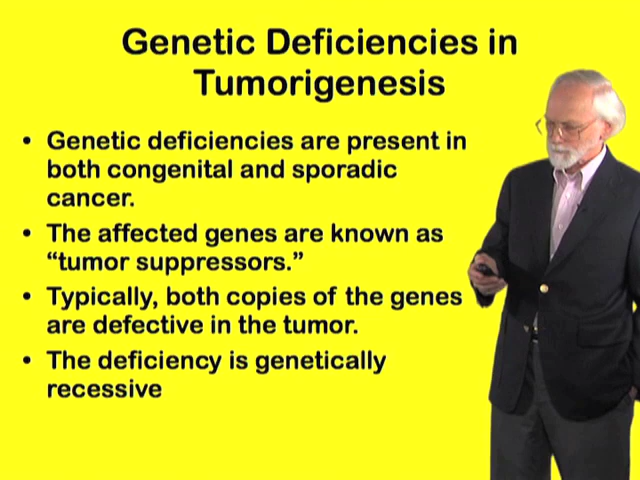 Genetic Deficiencies in
Tumorigenesis
• Genetic deficiencies are present in
both congenital and sporadic
cancer.
• The affected genes are known as
“tumor suppressors.”
• Typically, both copies of the genes
are defective in the tumor.
• The deficiency is genetically
recessive